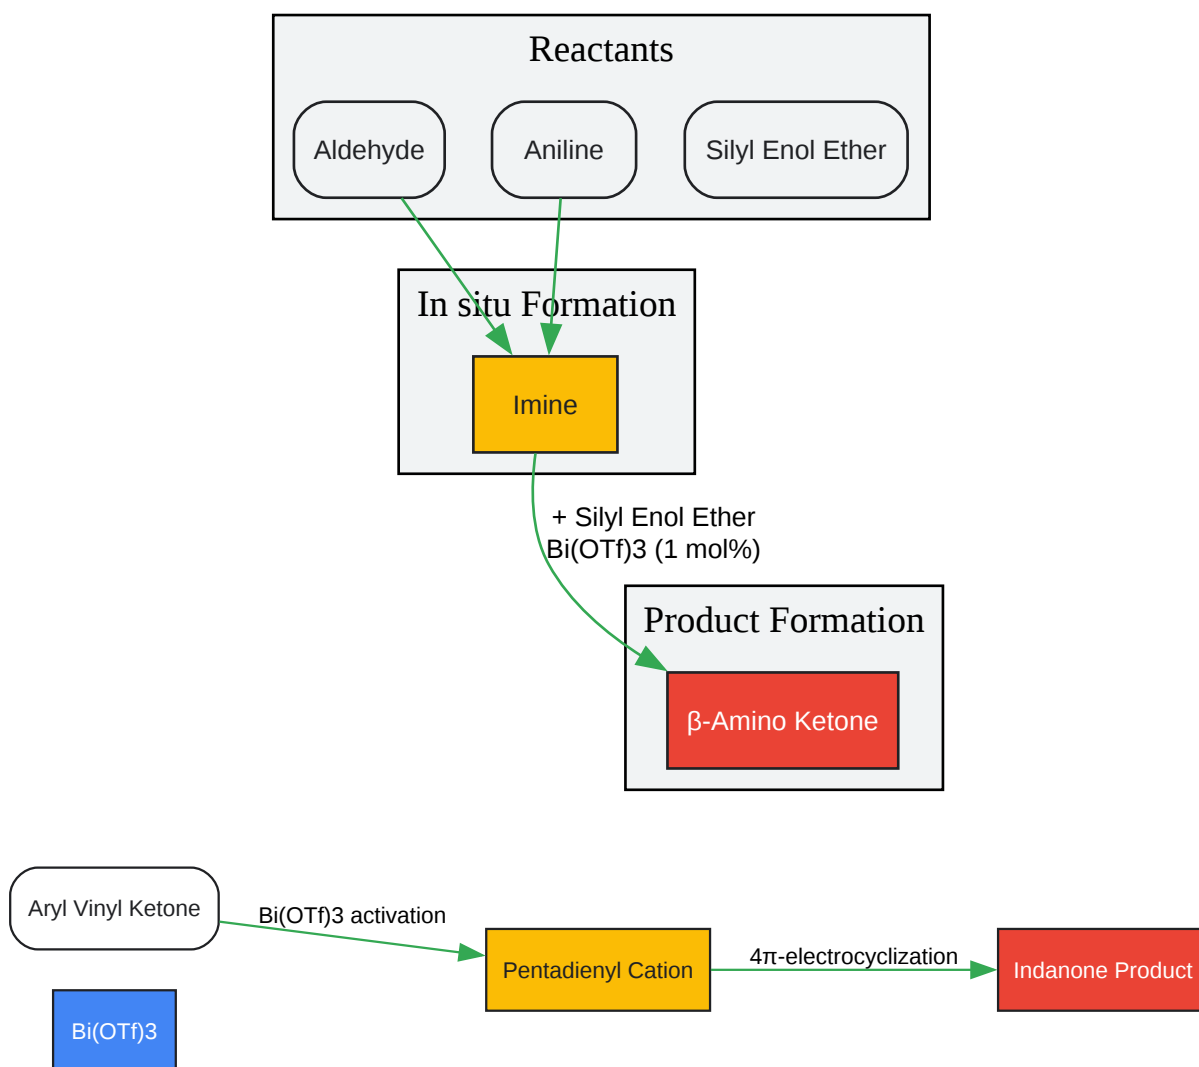 Reactants
Aldehyde
Aniline
Silyl Enol Ether
In situ Formation
Imine
+ Silyl Enol Ether
Bi(OTf)3 (1 mol%)
Product Formation
β-Amino Ketone
Aryl Vinyl Ketone
Bi(OTf)3 activation
Pentadienyl Cation
4π-electrocyclization
Indanone Product
Bi(OTf)3